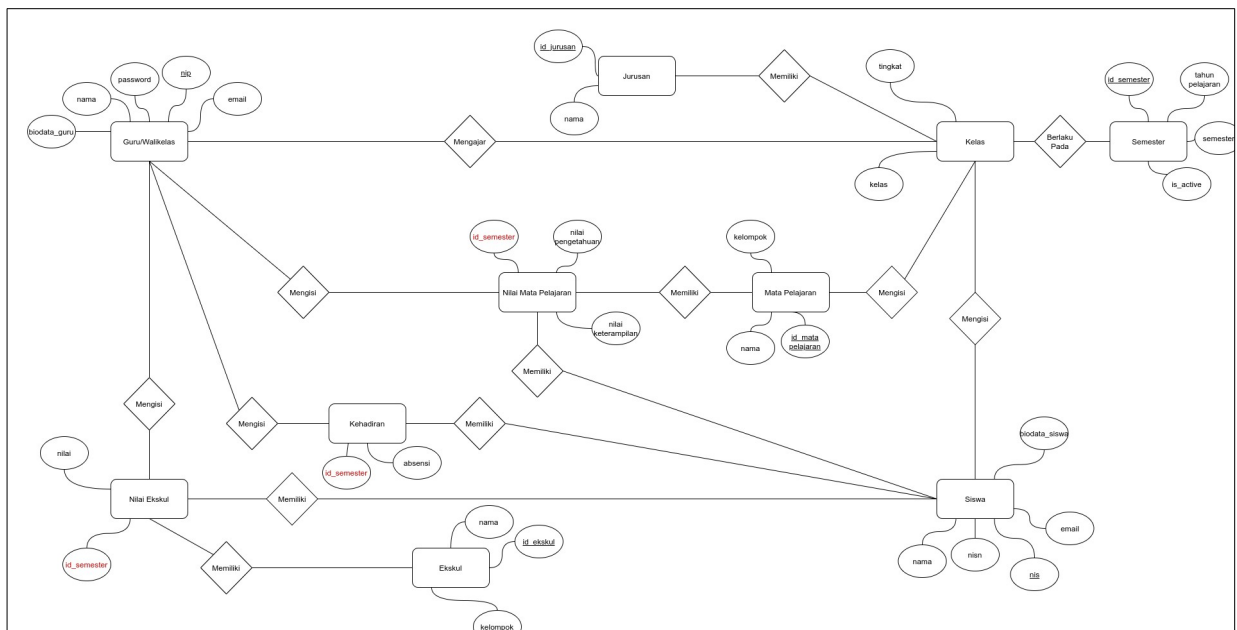 id_jurusan
Jurusan
Memiliki
nama
tingkat
id_semester
tahun
pelajaran
password
nip
nama
email
biodata_guru
Guru/Walikelas
Mengajar
Kelas
Berlaku
Pada
Semester
semester
kelas
is_active
id_semester
nilai
pengetahuan
kelompok
Mengisi
Nilai Mata Pelajaran
Memiliki
Mata Pelajaran
Mengisi
nilai
keterampilan
nama
id_mata
pelajaran
Mengisi
Memiliki
Mengisi
Mengisi
Kehadiran
Memiliki
id_semester
absensi
biodata_siswa
nilai
Nilai Ekskul
Memiliki
Siswa
email
nama
nisn
nis
id_semester
Memiliki
nama
id_ekskul
Ekskul
kelompok